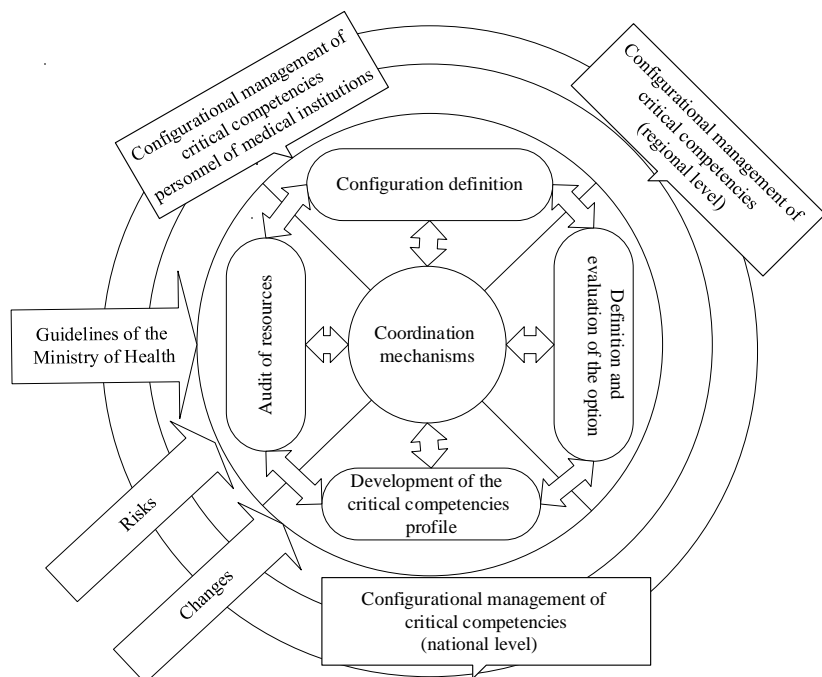 Configurational management of
critical competencies
personnel of medical institutions
Configurational management of
critical competencies
(regional level)
Configuration definition
Definition and
evaluation of the option
Audit of resources
Coordination
mechanisms
Guidelines of the
Ministry of Health
Development of the
critical competencies
profile
Risks
Changes
Configurational management of
critical competencies
(national level)